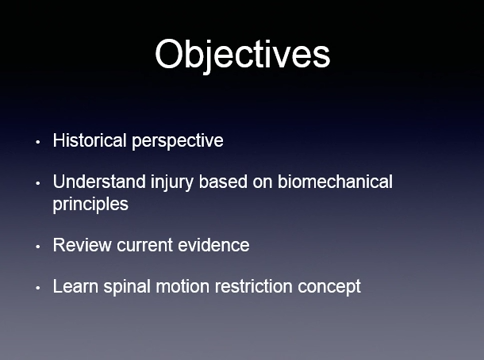 Objectives
• Historical perspective
• Understand injury based on biomechanical
principles
• Review current evidence
• Learn spinal motion restriction concept